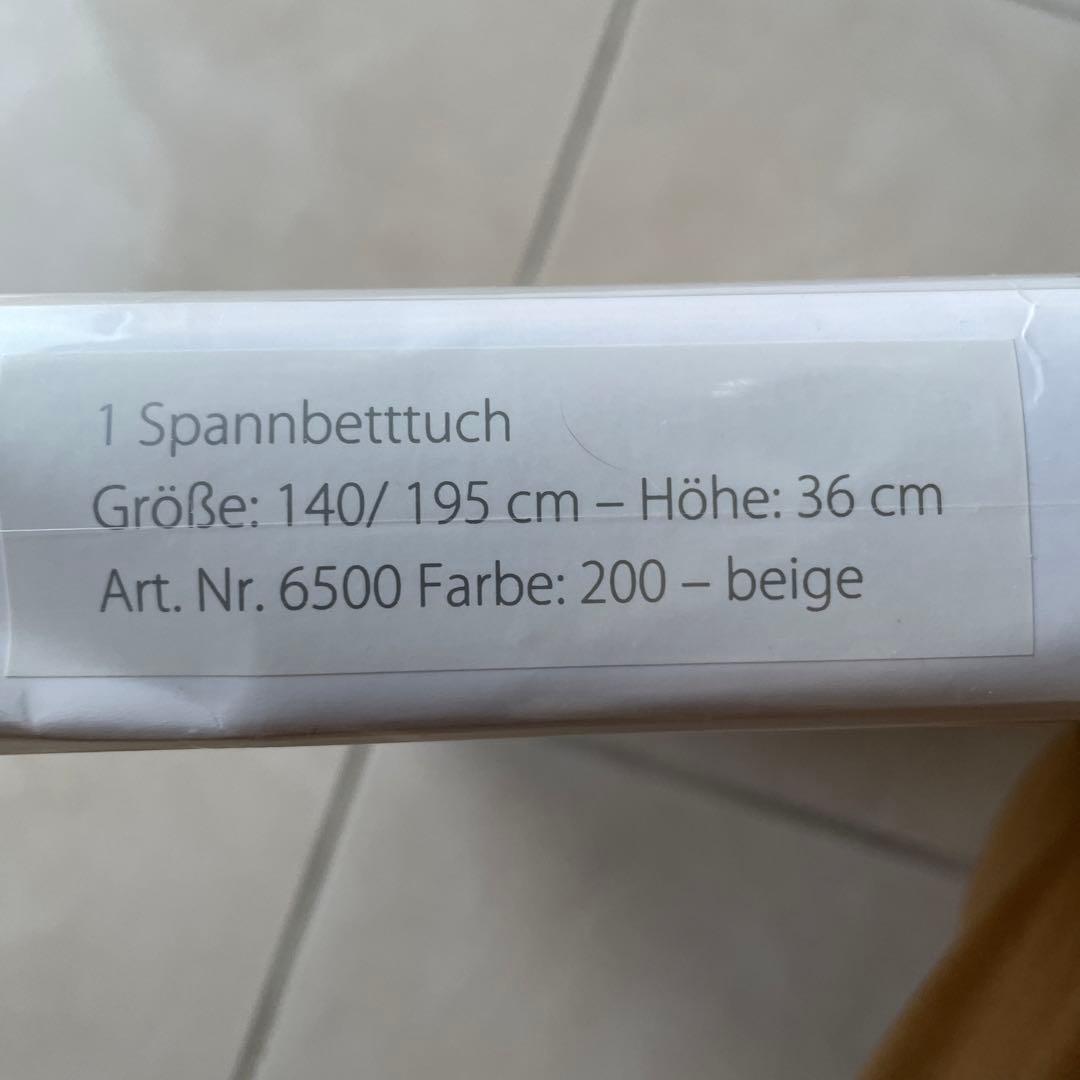 1 Spannbetttuch
Größe: 140/ 195 cm – Höhe: 36 cm
Art. Nr. 6500 Farbe: 200 – beige